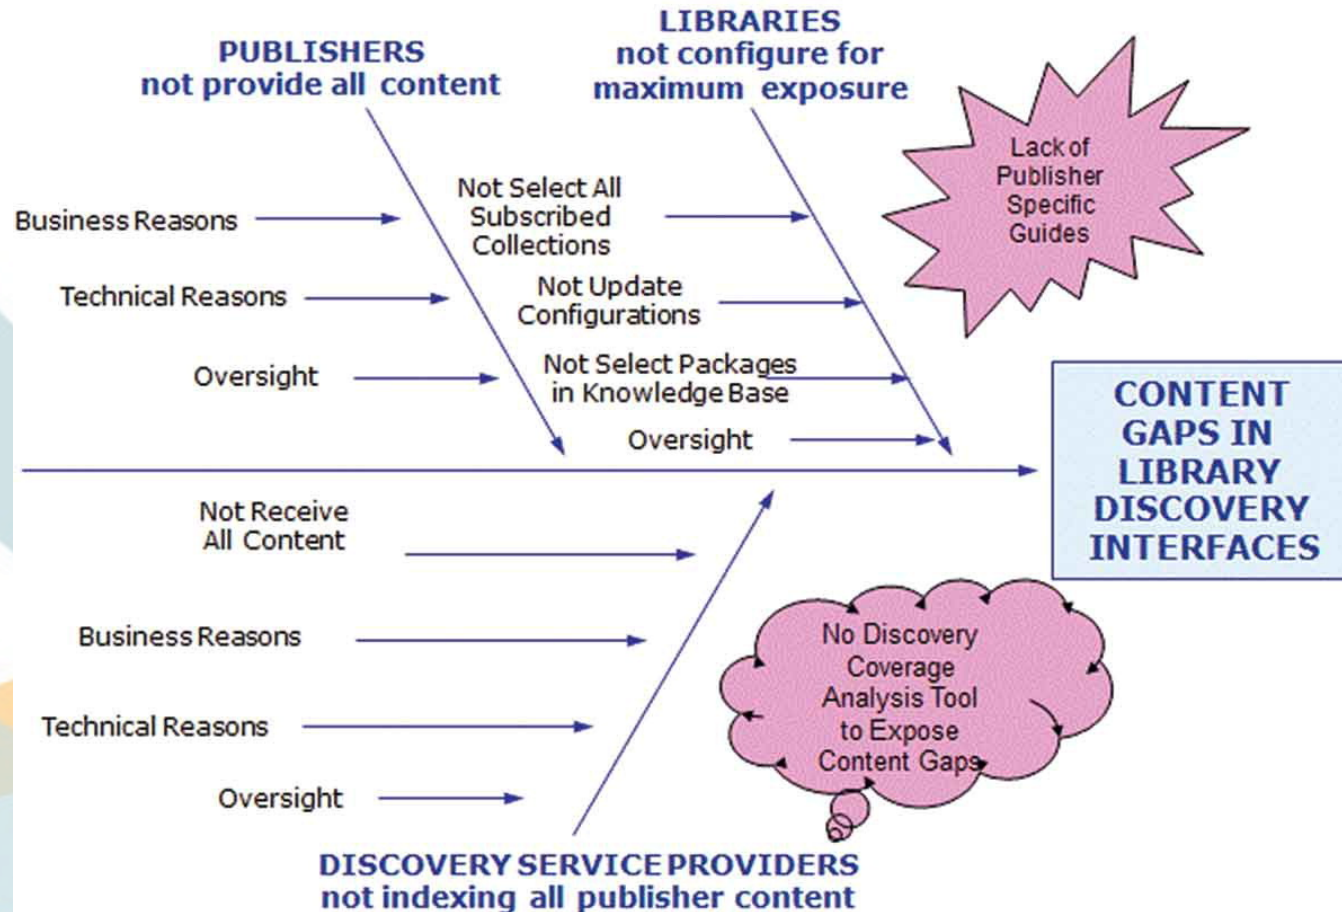 PUBLISHERS
not provide all content
LIBRARIES
not configure for
maximum exposure
Lack of
Publisher
Specific
Guides
Business Reasons
Technical Reasons
Oversight
Not Select All
Subscribed
Collections
Not Update
Configurations
Not Select Packages
in Knowledge Base
Oversight
CONTENT
GAPS IN
LIBRARY
DISCOVERY
INTERFACES
Not Receive
All Content
Business Reasons
Technical Reasons
Oversight
No Discovery
Coverage
Analysis Tool
to Expose
Content Gaps
DISCOVERY SERVICE PROVIDERS
not indexing all publisher content